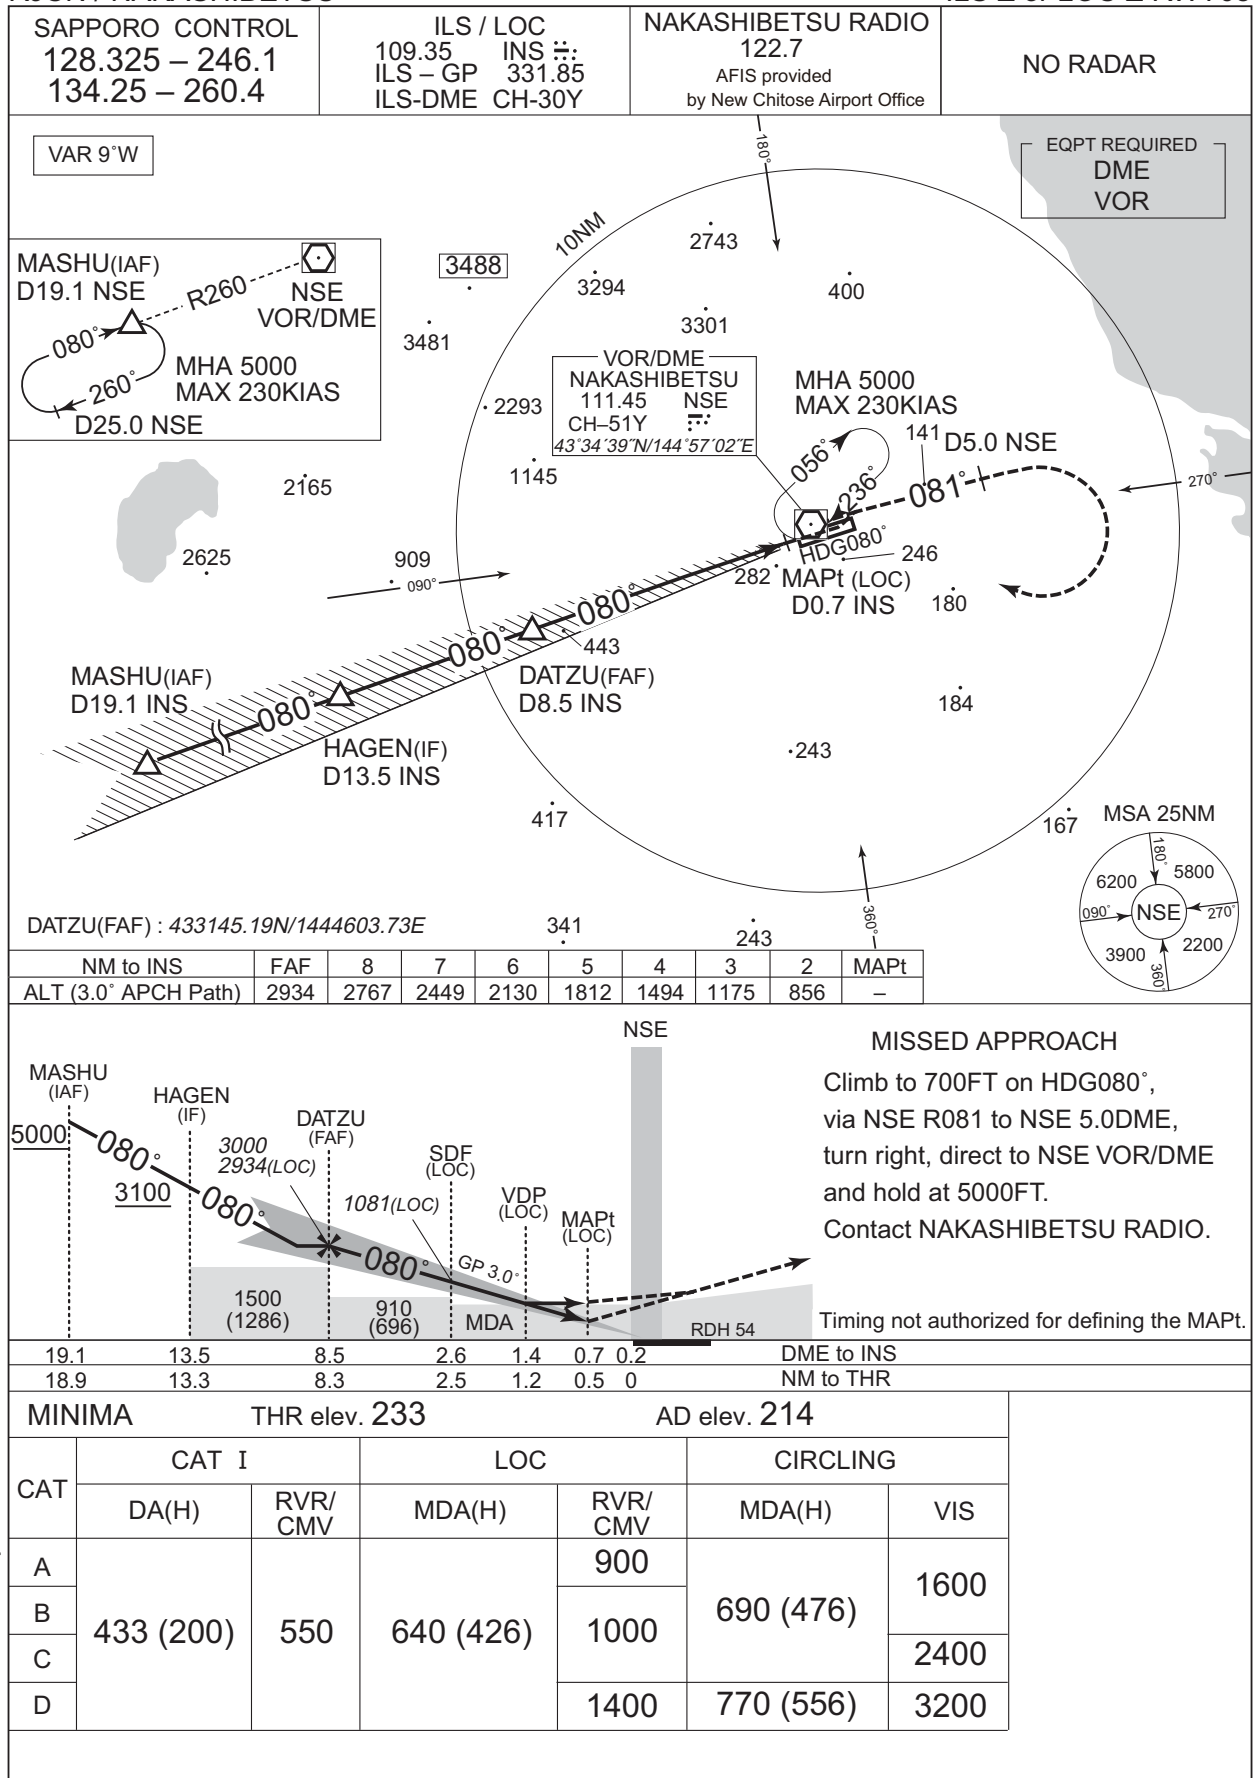 SAPPORO CONTROL
128.325 – 246.1
134.25 – 260.4
ILS / LOC
109.35 INS
ILS – GP 331.85
ILS-DME CH-30Y
NAKASHIBETSU RADIO
122.7
AFIS provided
by New Chitose Airport Office
NO RADAR
VAR 9°W
EQPT REQUIRED
DME
VOR
180°
10NM
MASHU(IAF)
D19.1 NSE
R260
NSE
VOR/DME
080°
260°
MHA 5000
MAX 230KIAS
D25.0 NSE
3488
2743
3294
400
3301
3481
VOR/DME
NAKASHIBETSU
111.45 NSE
CH–51Y
43°34′39″N/144°57′02″E
MHA 5000
MAX 230KIAS
2293
141
D5.0 NSE
056°
236°
081°
270°
1145
2165
2625
909
090°
HDG080°
246
282
MAPt (LOC)
D0.7 INS
180
080°
443
080°
DATZU(FAF)
D8.5 INS
MASHU(IAF)
D19.1 INS
080°
184
HAGEN(IF)
D13.5 INS
243
417
167
MSA 25NM
180°
6200
5800
090°
NSE
270°
3900
2200
360°
360°
DATZU(FAF) : 433145.19N/1444603.73E
341
243
NM to INS FAF 8 7 6 5 4 3 2 MAPt
ALT (3.0° APCH Path) 2934 2767 2449 2130 1812 1494 1175 856 –
NSE
MISSED APPROACH
Climb to 700FT on HDG080°,
via NSE R081 to NSE 5.0DME,
turn right, direct to NSE VOR/DME
and hold at 5000FT.
Contact NAKASHIBETSU RADIO.
MASHU
(IAF)
HAGEN
(IF)
DATZU
(FAF)
SDF
(LOC)
VDP
(LOC)
MAPt
(LOC)
5000
080°
3000
2934(LOC)
3100
080°
1081(LOC)
080°
GP 3.0°
1500
(1286)
910
(696)
MDA
RDH 54
Timing not authorized for defining the MAPt.
19.1 13.5 8.5 2.6 1.4 0.7 0.2 DME to INS
18.9 13.3 8.3 2.5 1.2 0.5 0 NM to THR
MINIMA THR elev. 233 AD elev. 214
CAT
CAT I LOC CIRCLING
DA(H) RVR/CMV MDA(H) RVR/CMV MDA(H) VIS
A 900
B 1600
433 (200) 550 640 (426) 1000 690 (476)
C 2400
D 1400 770 (556) 3200